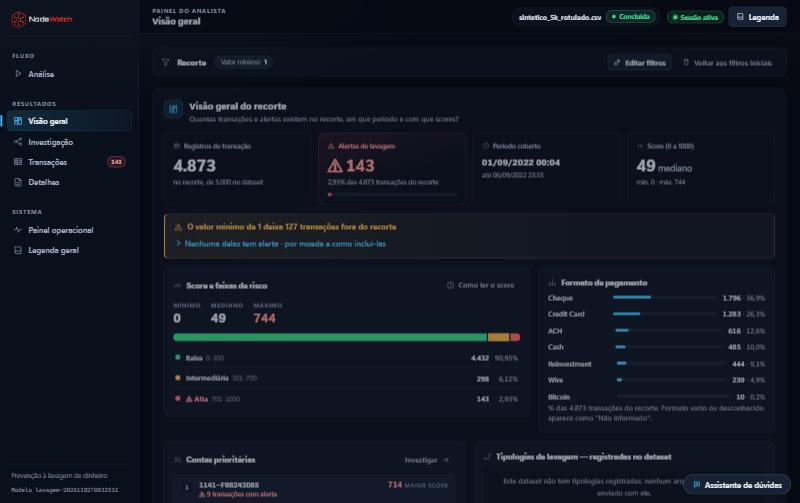 NodeWatch
FLUXO
Análise
RESULTADOS
Visão geral
Investigação
Transações 143
Detalhes
SISTEMA
Painel operacional
Legenda geral
Prevenção à lavagem de dinheiro
PAINEL DO ANALISTA
Visão geral
sintetico_5k_rotulado.csv Concluída Sessão ativa Legenda
Recorte Valor mínimo: 1 Editar filtros Voltar aos filtros iniciais
Visão geral do recorte
Quantas transações e alertas existem no recorte, em que período e com que scores?
Registros de transação
4.873
no recorte, de 5.000 no dataset
Alertas de lavagem
143
2,93% das 4.873 transações do recorte
Período coberto
01/09/2022 00:04
até 06/09/2022 23:55
Score (0 a 1000)
49 mediano
mín. 0 · máx. 744
O valor mínimo de 1 deixa 127 transações fora do recorte
Nenhuma delas tem alerta · por moeda e como incluí-las
Score e faixas de risco Como ler o score
MÍNIMO MEDIANO MÁXIMO
0 49 744
Baixa 0-300 4.432 90,95%
Intermediária 301-700 298 6,12%
Alta 701-1000 143 2,93%
Formato de pagamento
Cheque 1.796 · 36,9%
Credit Card 1.283 · 26,3%
ACH 616 · 12,6%
Cash 485 · 10,0%
Reinvestment 444 · 9,1%
Wire 239 · 4,9%
Bitcoin 10 · 0,2%
% das 4.873 transações do recorte. Formato vazio ou desconhecido
aparece como "Não informado".
Contas prioritárias Investigar →
1 714 MAIOR SCORE
9 transações com alerta
Tipologias de lavagem — registradas no dataset
Este dataset não tem tipologias registradas: nenhum
enviado com ele.
Assistente de dúvidas